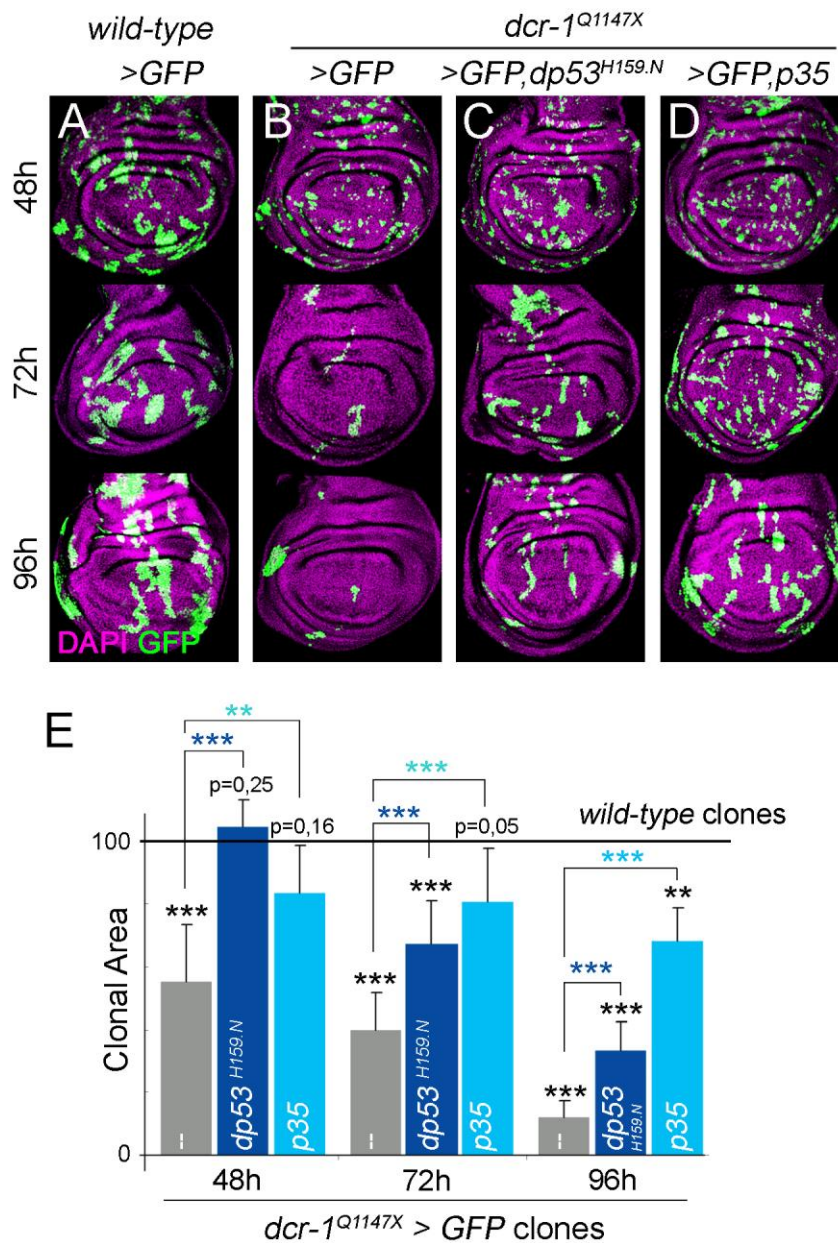 wild-type dcr-1Q1147X
>GFP >GFP >GFP,dp53H159.N >GFP,p35
A B C D
48h
72h
96h
DAPI GFP
E
** 
*** *** ***
p=0,25 *** p=0,05 wild-type clones
100 p=0,16 ***
*** *** **
*** *** ***
***
Clonal Area
-- dp53 H159.N p35 -- dp53 H159.N p35 -- dp53 H159.N p35
0
48h 72h 96h
dcr-1Q1147X > GFP clones